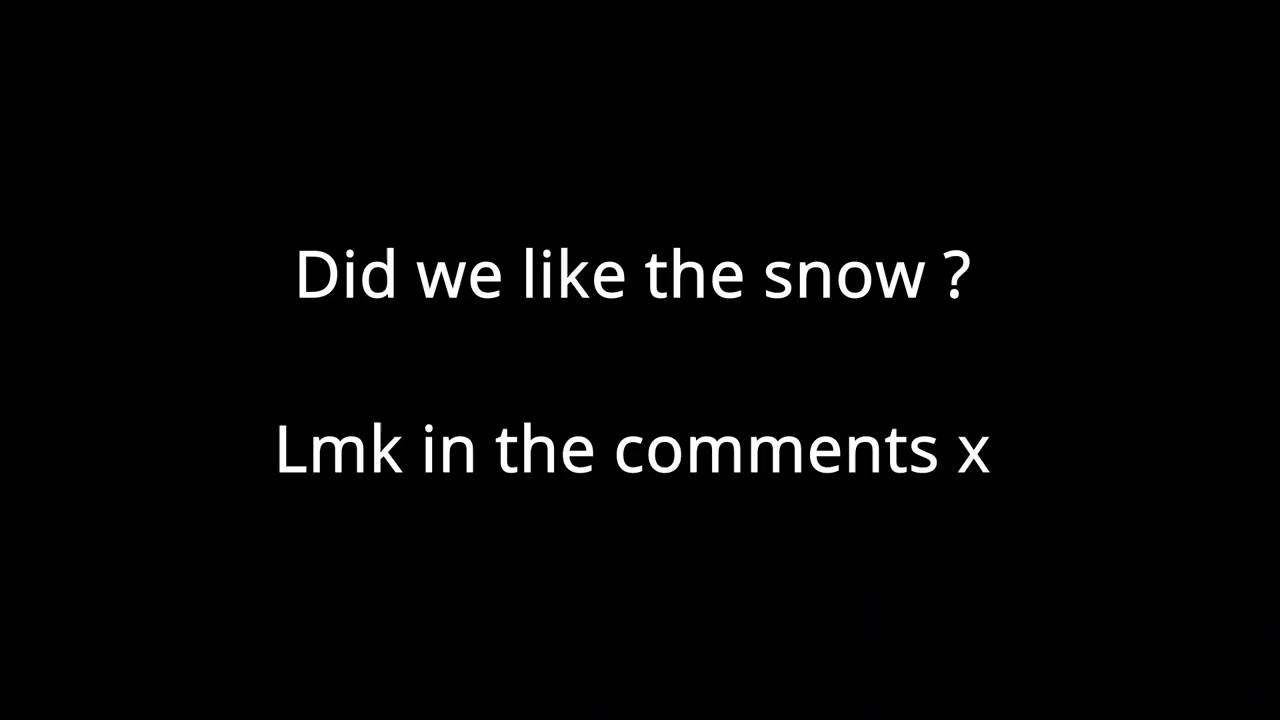 Did we like the snow ?
Lmk in the comments x